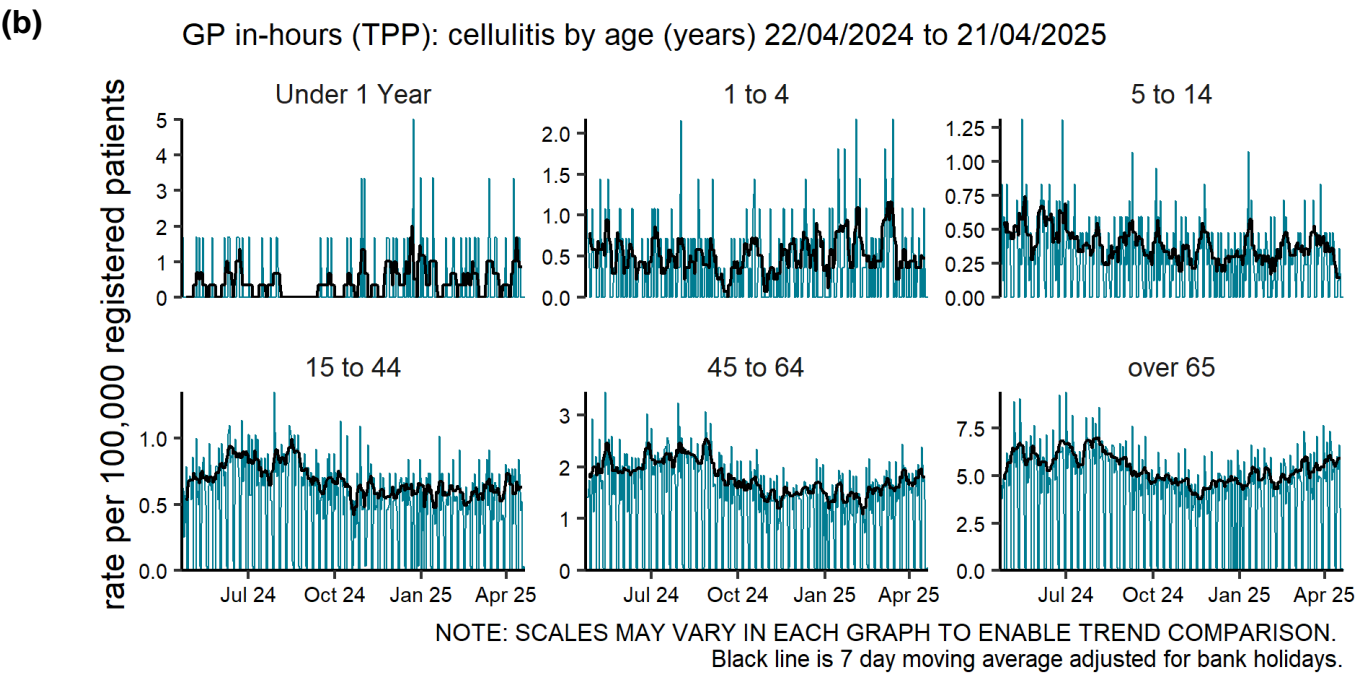 (b)
GP in-hours (TPP): cellulitis by age (years) 22/04/2024 to 21/04/2025
rate per 100,000 registered patients
Under 1 Year
5
4
3
2
1
0
1 to 4
2.0
1.5
1.0
0.5
0.0
5 to 14
1.25
1.00
0.75
0.50
0.25
0.00
15 to 44
1.0
0.5
0.0
Jul 24 Oct 24 Jan 25 Apr 25
45 to 64
3
2
1
0
Jul 24 Oct 24 Jan 25 Apr 25
over 65
7.5
5.0
2.5
0.0
Jul 24 Oct 24 Jan 25 Apr 25
NOTE: SCALES MAY VARY IN EACH GRAPH TO ENABLE TREND COMPARISON.
Black line is 7 day moving average adjusted for bank holidays.